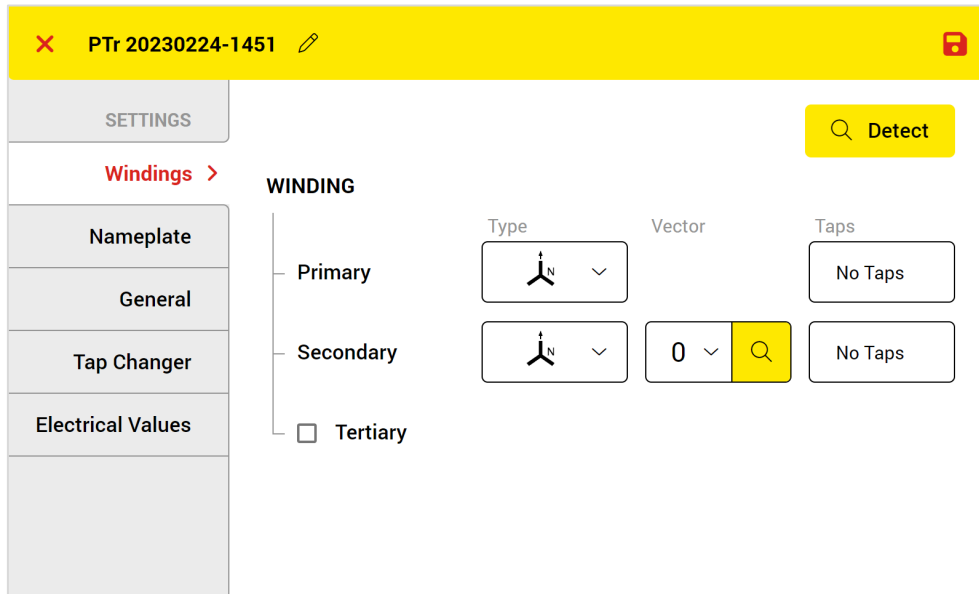 PTr 20230224-1451
SETTINGS
Detect
Windings
WINDING
Nameplate
Type Vector Taps
Primary N No Taps
General
Secondary N 0 No Taps
Tap Changer
Electrical Values
Tertiary